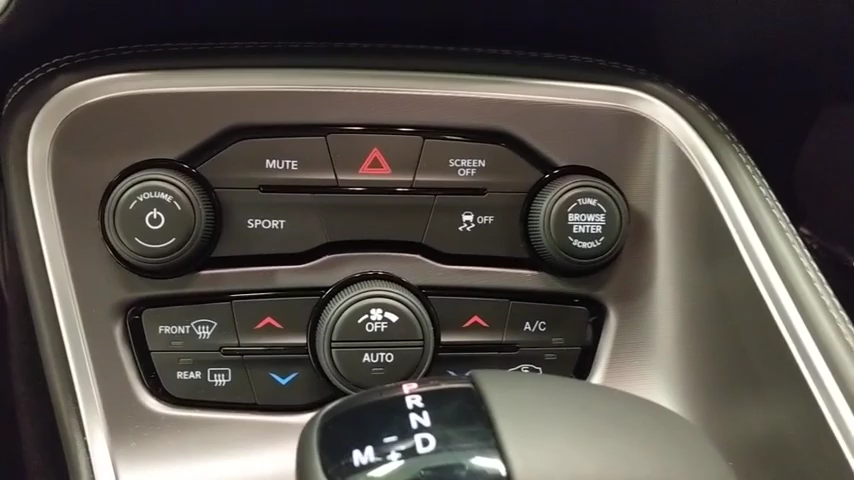 MUTE
SCREEN
OFF
VOLUME
SPORT
OFF
TUNE
BROWSE
ENTER
SCROLL
FRONT
OFF
A/C
REAR
AUTO
P
R
N
D
M
-
+